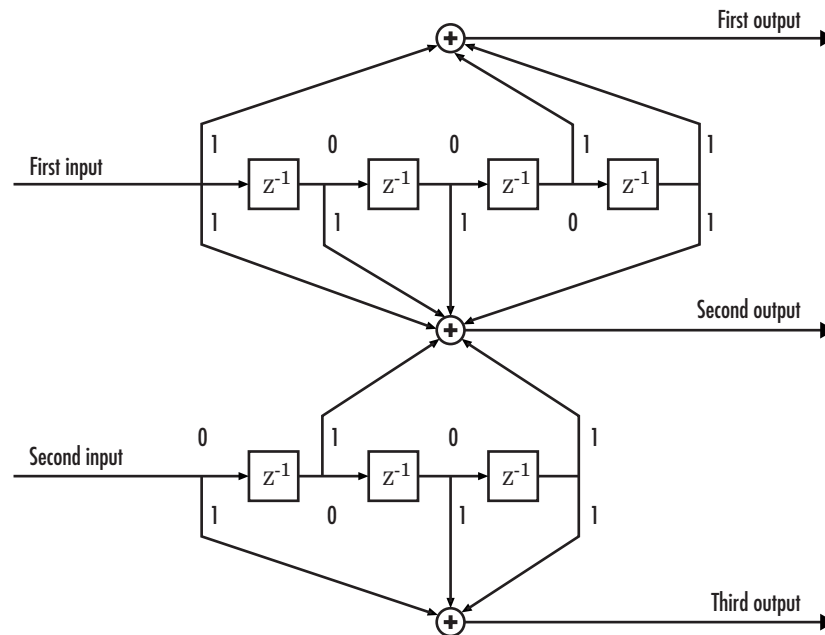 First output
1 0 0 1 1
First input
z⁻¹ z⁻¹ z⁻¹ z⁻¹
1 1 1 0 1
Second output
0 1 0 1
Second input
z⁻¹ z⁻¹ z⁻¹
1 0 1 1
Third output